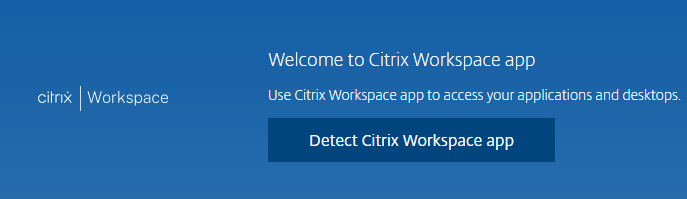 Welcome to Citrix Workspace app
citrix | Workspace
Use Citrix Workspace app to access your applications and desktops.
Detect Citrix Workspace app